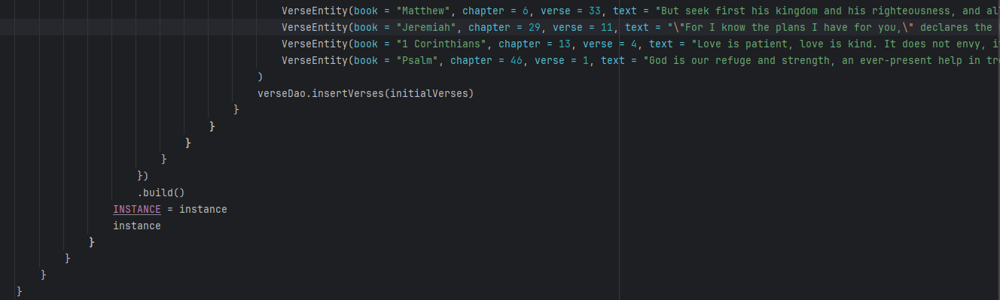 VerseEntity(book = "Matthew", chapter = 6, verse = 33, text = "But seek first his kingdom and his righteousness, and al
VerseEntity(book = "Jeremiah", chapter = 29, verse = 11, text = "\"For I know the plans I have for you,\" declares the
VerseEntity(book = "1 Corinthians", chapter = 13, verse = 4, text = "Love is patient, love is kind. It does not envy, i
VerseEntity(book = "Psalm", chapter = 46, verse = 1, text = "God is our refuge and strength, an ever-present help in tr
)
verseDao.insertVerses(initialVerses)
}
}
}
}
})
.build()
INSTANCE = instance
instance
}
}
}
}